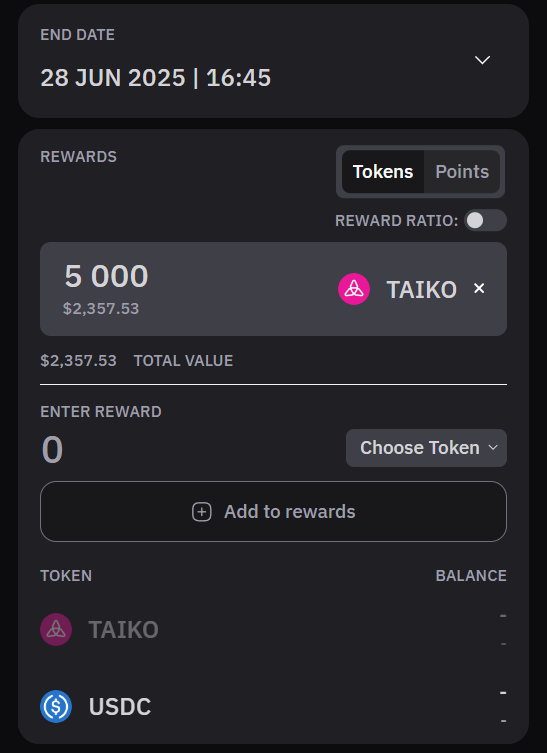 END DATE
28 JUN 2025 | 16:45
REWARDS
Tokens Points
REWARD RATIO:
5 000
$2,357.53
TAIKO ×
$2,357.53 TOTAL VALUE
ENTER REWARD
0
Choose Token
Add to rewards
TOKEN BALANCE
TAIKO -
-
USDC -
-